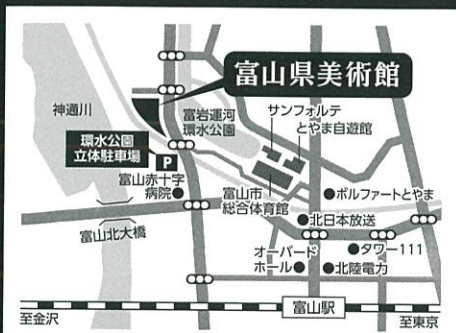 富山県美術館
神通川
富岩運河
環水公園
サンフォルテ
とやま自遊館
環水公園
立体駐車場
P
富山赤十字
病院
富山市
総合体育館
ボルファートとやま
北日本放送
富山北大橋
オーバード
ホール
タワー111
北陸電力
富山駅
至金沢
至東京